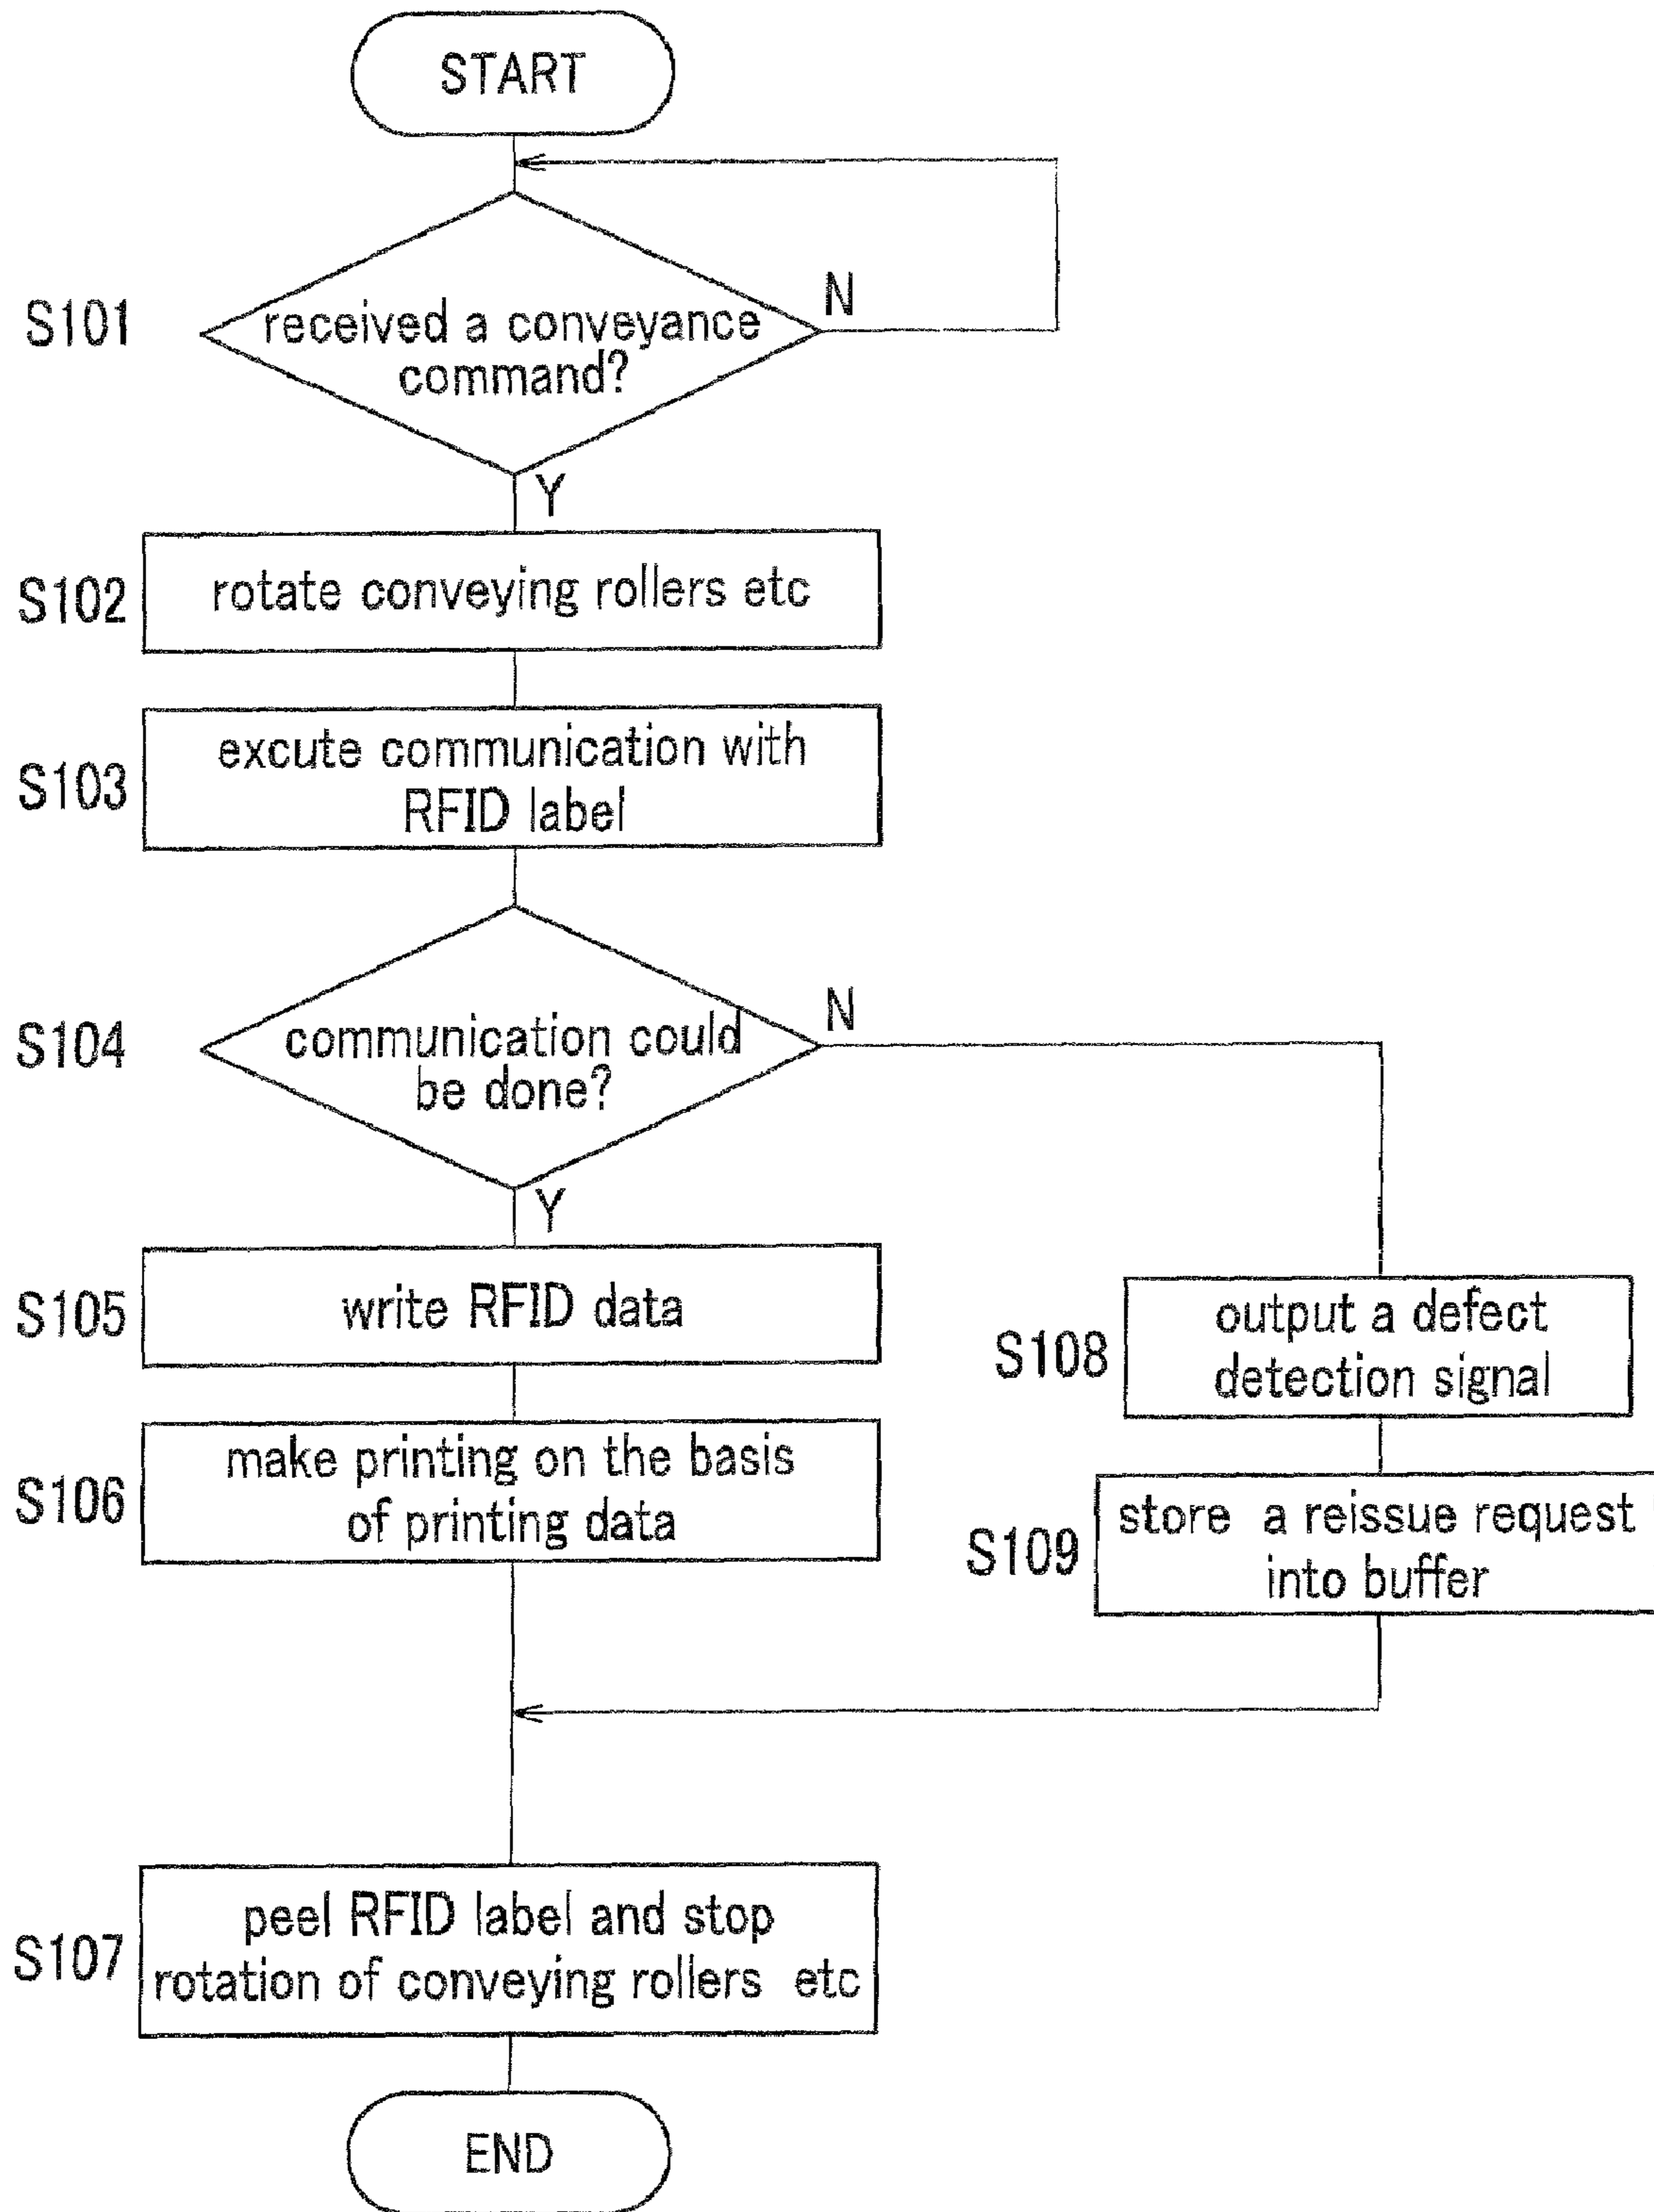 START
S101
received a conveyance
command?
N
Y
S102
rotate conveying rollers etc
S103
excute communication with
RFID label
S104
communication could
be done?
N
Y
S105
write RFID data
S106
make printing on the basis
of printing data
S108
output a defect
detection signal
S109
store a reissue request
into buffer
S107
peel RFID label and stop
rotation of conveying rollers etc
END